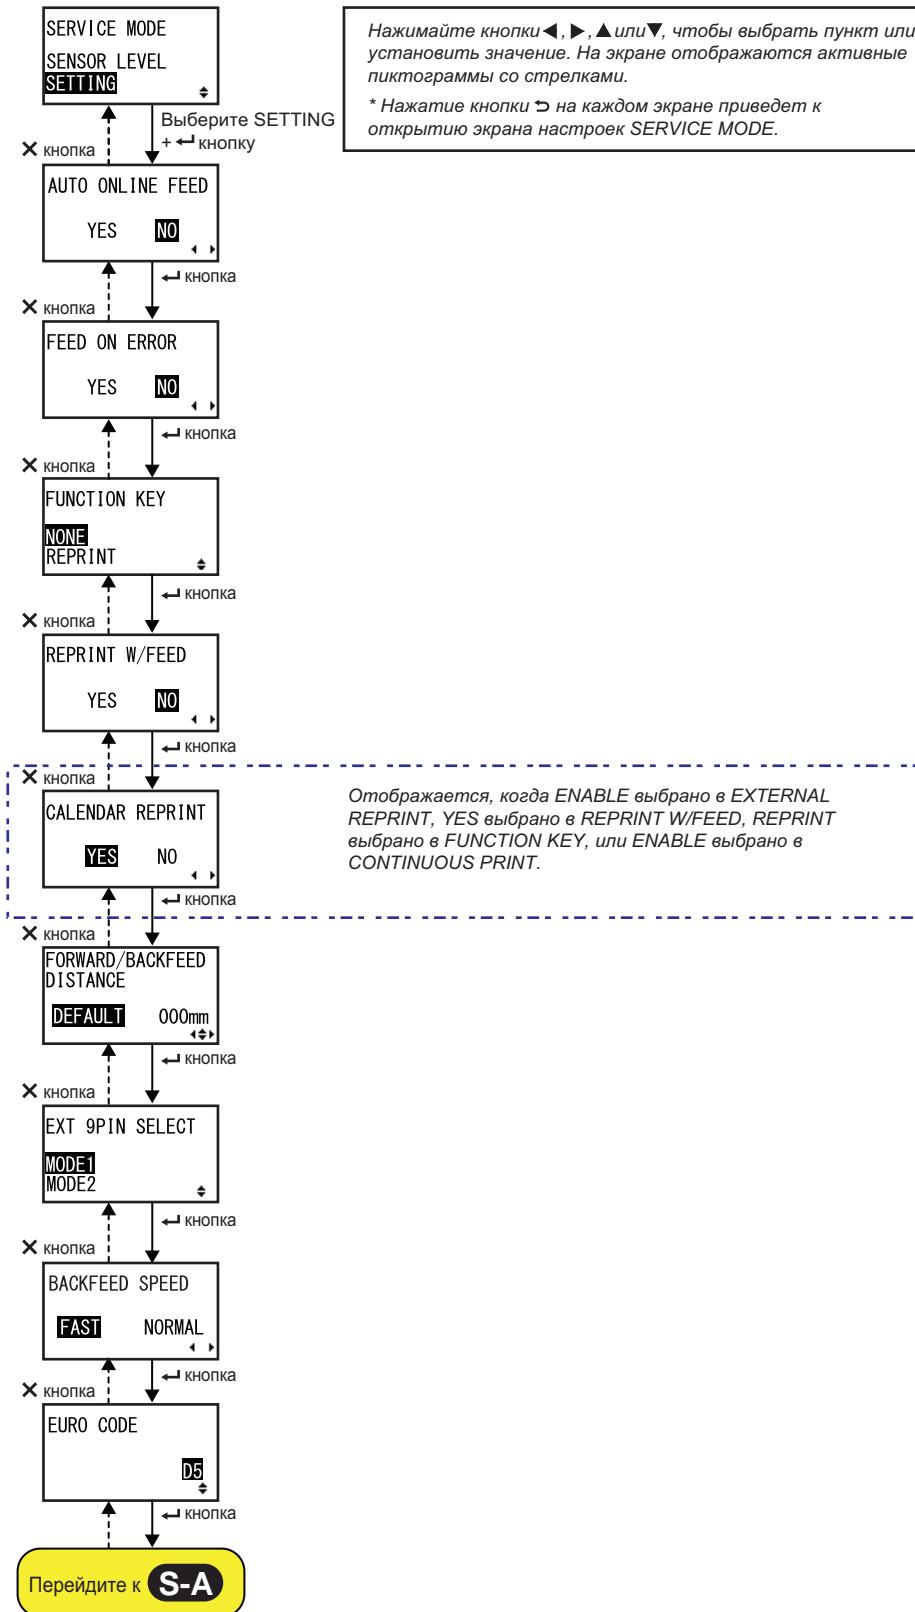 SERVICE MODE
SENSOR LEVEL
SETTING
Нажимайте кнопки ◀, ▶, ▲ или▼, чтобы выбрать пункт или
установить значение. На экране отображаются активные
пиктограммы со стрелками.
* Нажатие кнопки ⮌ на каждом экране приведет к
открытию экрана настроек SERVICE MODE.
Выберите SETTING
+ ↵ кнопку
✕ кнопка
AUTO ONLINE FEED
YES NO
↵ кнопка
✕ кнопка
FEED ON ERROR
YES NO
↵ кнопка
✕ кнопка
FUNCTION KEY
NONE
REPRINT
↵ кнопка
✕ кнопка
REPRINT W/FEED
YES NO
↵ кнопка
✕ кнопка
CALENDAR REPRINT
YES NO
Отображается, когда ENABLE выбрано в EXTERNAL
REPRINT, YES выбрано в REPRINT W/FEED, REPRINT
выбрано в FUNCTION KEY, или ENABLE выбрано в
CONTINUOUS PRINT.
↵ кнопка
✕ кнопка
FORWARD/BACKFEED
DISTANCE
DEFAULT 000mm
↵ кнопка
✕ кнопка
EXT 9PIN SELECT
MODE1
MODE2
↵ кнопка
✕ кнопка
BACKFEED SPEED
FAST NORMAL
↵ кнопка
✕ кнопка
EURO CODE
D5
↵ кнопка
Перейдите к S-A